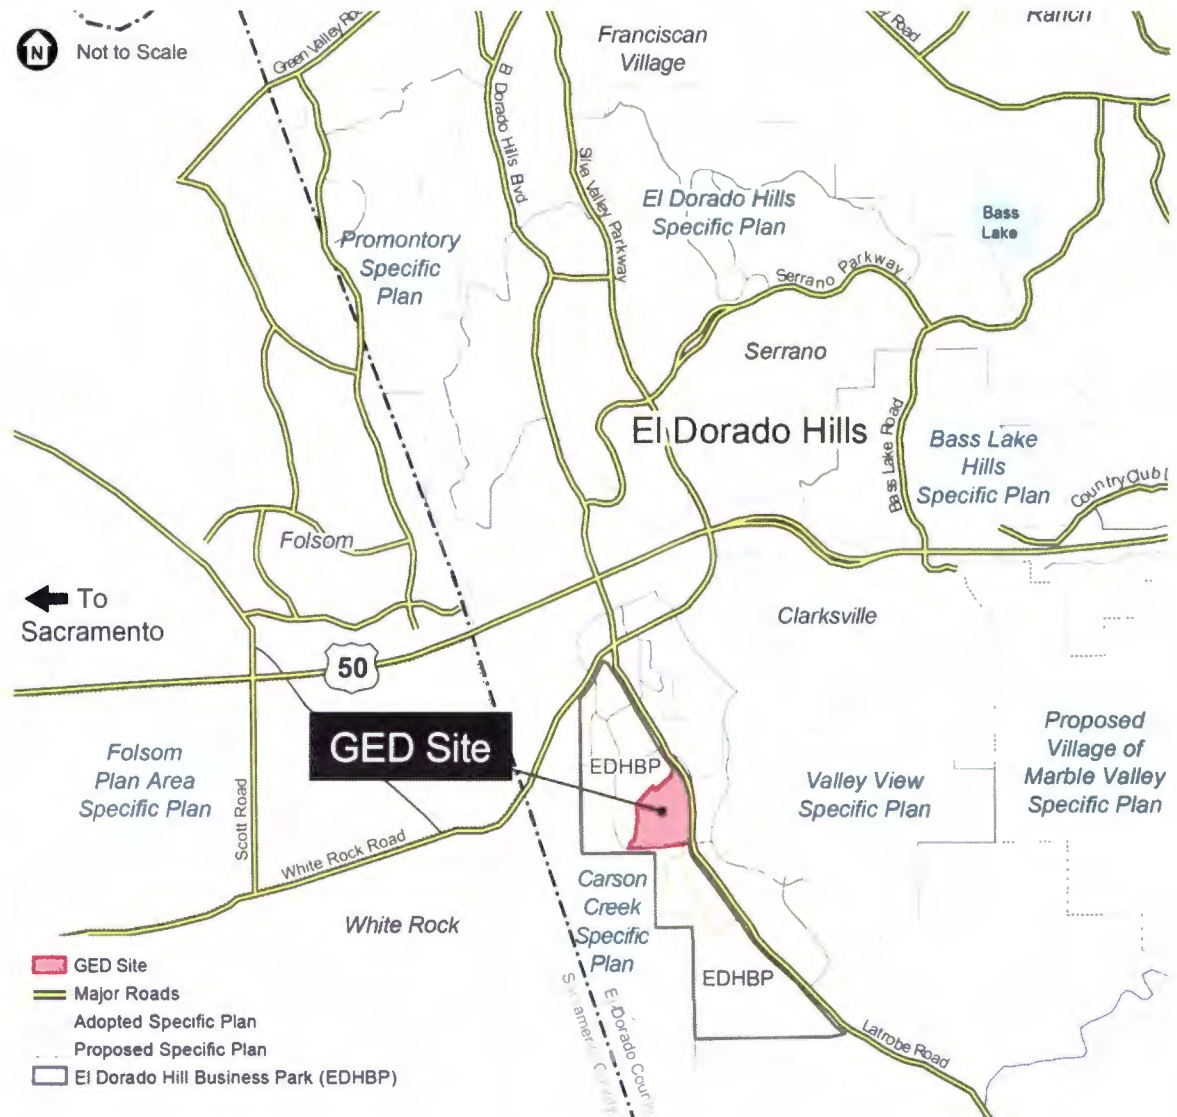 N
Not to Scale
Green Valley
El Dorado Hills Blvd
Silva Valley Parkway
Franciscan
Village
Road
Ranch
El Dorado Hills
Specific Plan
Bass
Lake
Promontory
Specific
Plan
Serrano Parkway
Serrano
El Dorado Hills
Bass Lake Road
Bass Lake
Hills
Specific Plan
Country Club
Folsom
To
Sacramento
Clarksville
50
GED Site
EDHBP
Folsom
Plan Area
Specific Plan
Scott Road
White Rock Road
Valley View
Specific Plan
Proposed
Village of
Marble Valley
Specific Plan
Carson
Creek
Specific
Plan
White Rock
EDHBP
El Dorado County
Latrobe Road
GED Site
Major Roads
Adopted Specific Plan
Proposed Specific Plan
El Dorado Hill Business Park (EDHBP)